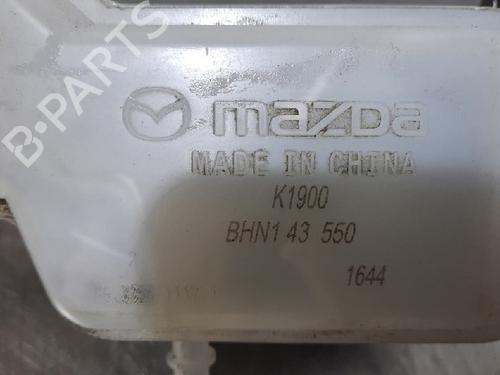 B-PARTS
mazda
MADE IN CHINA
K1900
BHN1 43 550
1644